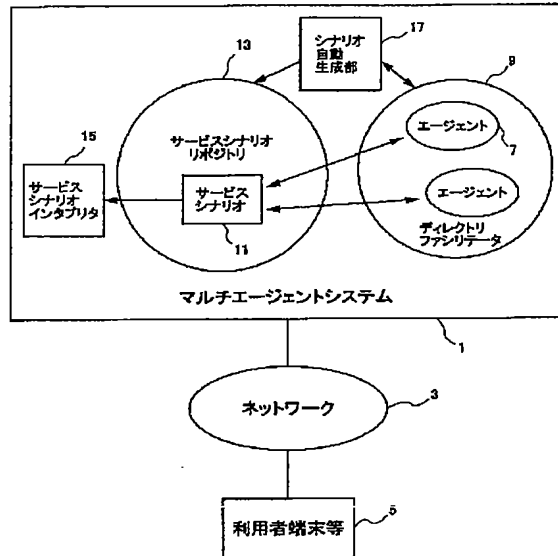 13
シナリオ
自動
生成部
17
9
エージェント
7
サービスシナリオ
リポジトリ
15
サービス
シナリオ
インタプリタ
サービス
シナリオ
11
エージェント
ディレクトリ
ファシリテータ
マルチエージェントシステム
1
ネットワーク
3
利用者端末等
5